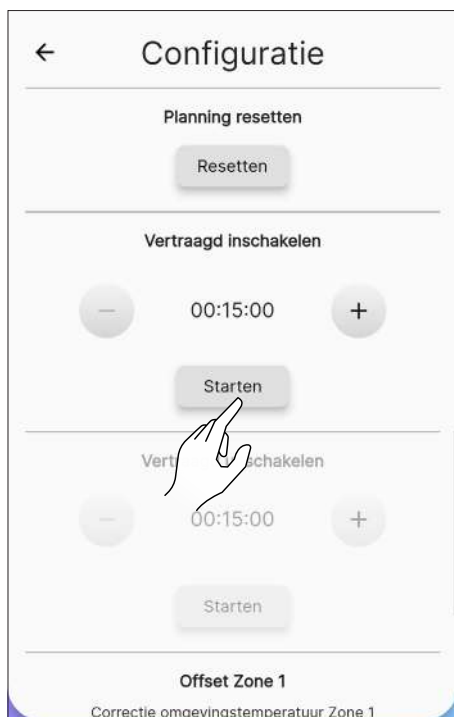 ← Configuratie
Planning resetten
Resetten
Vertraagd inschakelen
− 00:15:00 +
Starten
schakelen
− 00:15:00 +
Starten
Offset Zone 1
Correctie omgevingstemperatuur Zone 1